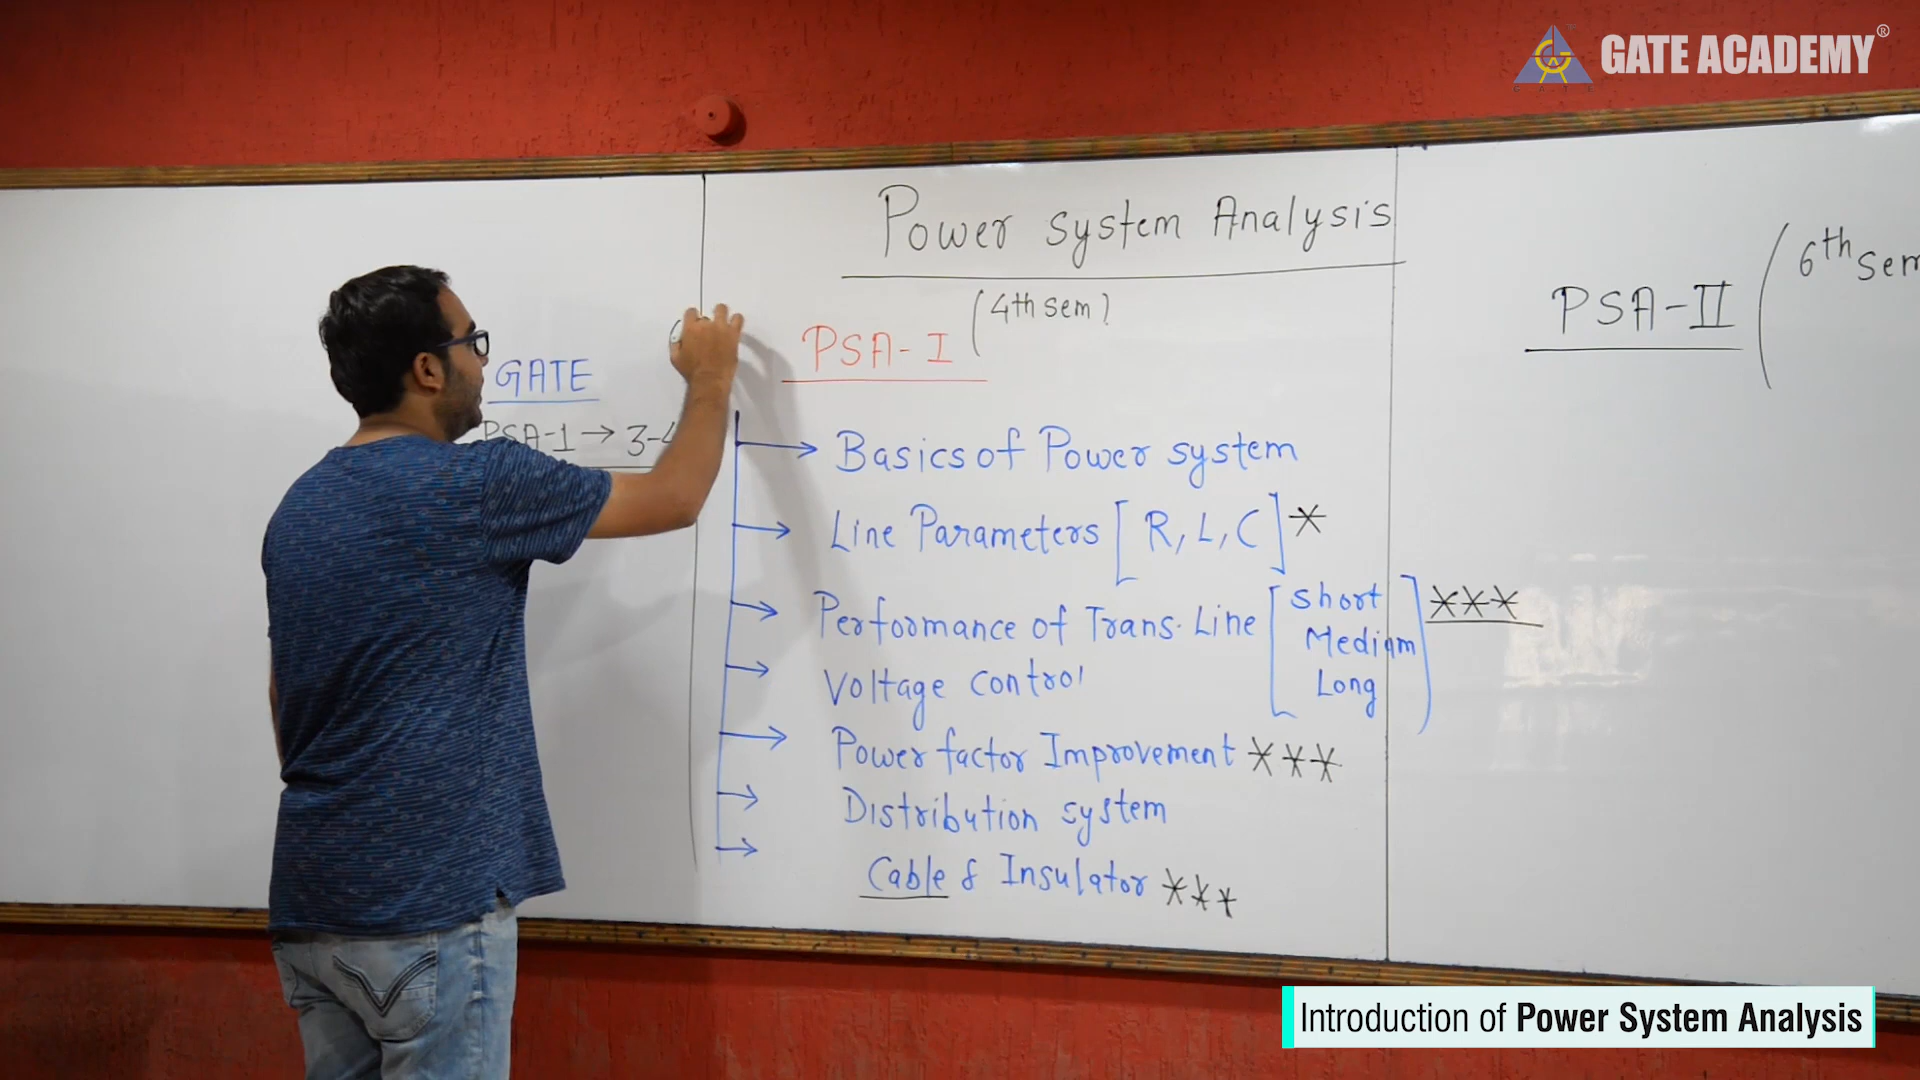 GATE ACADEMY®
Power system Analysis
PSA-I (4th sem)
PSA-II (6th sem
GATE
PSA-1 → 3-4
Basics of Power system
Line Parameters [R, L, C] *
Performance of Trans. Line [Short Medium Long] ***
Voltage control
Power factor Improvement ***
Distribution system
Cable & Insulator ***
Introduction of Power System Analysis